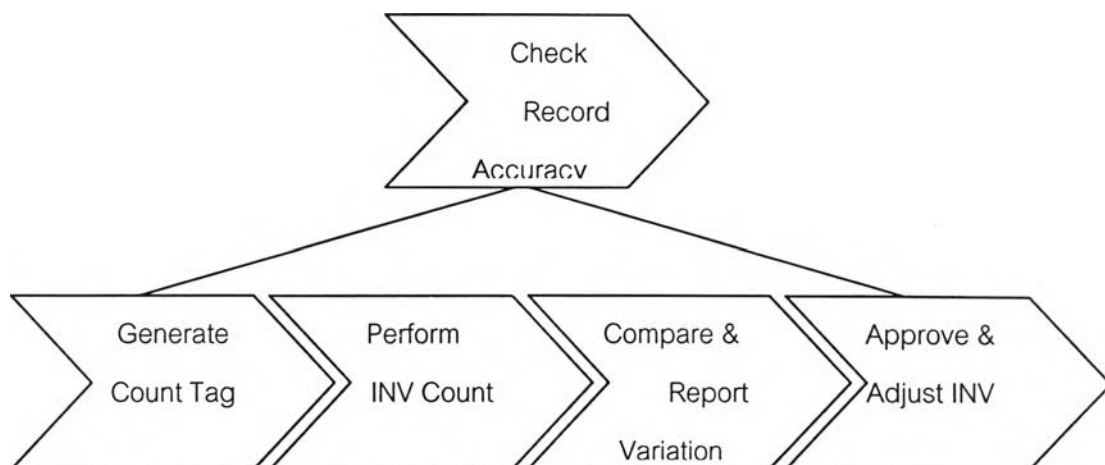 Check
Record
Accuracy
Generate
Count Tag
Perform
INV Count
Compare &
Report
Variation
Approve &
Adjust INV